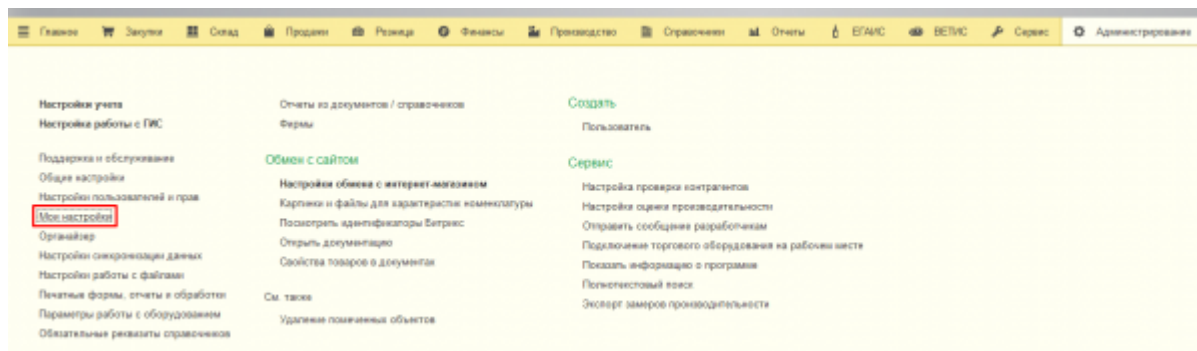 Главное Закупки Склад Продажи Розница Финансы Производство Справочники Отчеты ЕГАИС ВЕТИС Сервис Администрирование
Настройки учета
Настройка работы с ГИС
Поддержка и обслуживание
Общие настройки
Настройки пользователей и прав
Мои настройки
Органайзер
Настройки синхронизации данных
Настройки работы с файлами
Печатные формы, отчеты и обработки
Параметры работы с оборудованием
Обязательные реквизиты справочников
Отчеты из документов / справочников
Фирмы
Обмен с сайтом
Настройки обмена с интернет-магазином
Картинки и файлы для характеристик номенклатуры
Посмотреть идентификаторы Битрикс
Открыть документацию
Свойства товаров в документах
См. также
Удаление помеченных объектов
Создать
Пользователь
Сервис
Настройка проверки контрагентов
Настройки оценки производительности
Отправить сообщение разработчикам
Подключение торгового оборудования на рабочем месте
Показать информацию о программе
Полнотекстовый поиск
Экспорт замеров производительности